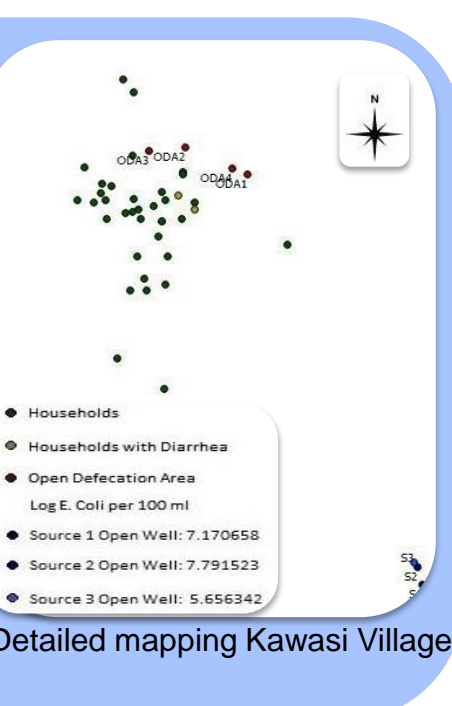 N
ODA3 ODA2
ODA4
ODA1
Households
Households with Diarrhea
Open Defecation Area
Log E. Coli per 100 ml
Source 1 Open Well: 7.170658
Source 2 Open Well: 7.791523
Source 3 Open Well: 5.656342
S3
S2
Detailed mapping Kawasi Village